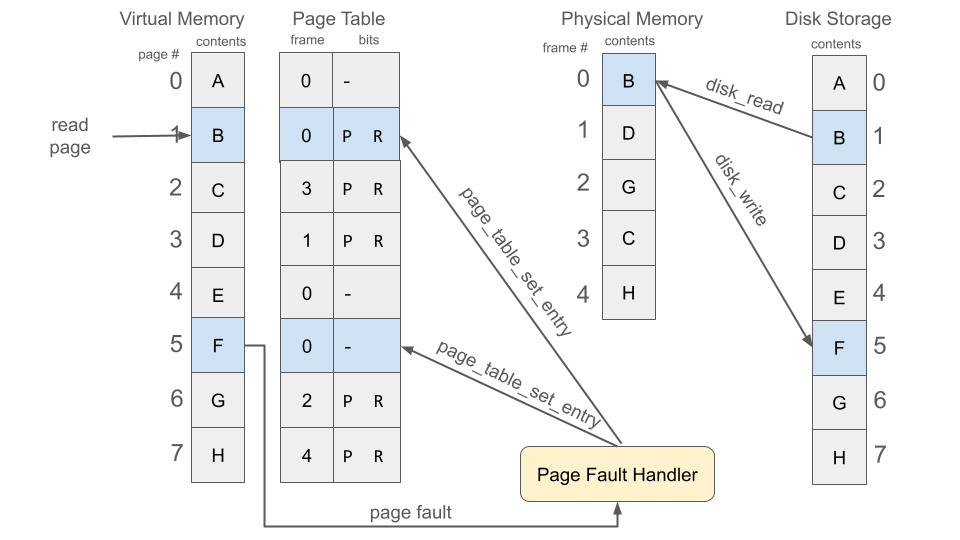 Virtual Memory Page Table Physical Memory Disk Storage
page # contents frame bits frame # contents contents
0 A 0 - 0 B A 0
disk_read
read page
1 B 0 P R 1 D B 1
disk_write
2 C 3 P R 2 G C 2
page_table_set_entry
3 D 1 P R 3 C D 3
4 E 0 - 4 H E 4
5 F 0 - F 5
page_table_set_entry
6 G 2 P R G 6
7 H 4 P R H 7
Page Fault Handler
page fault